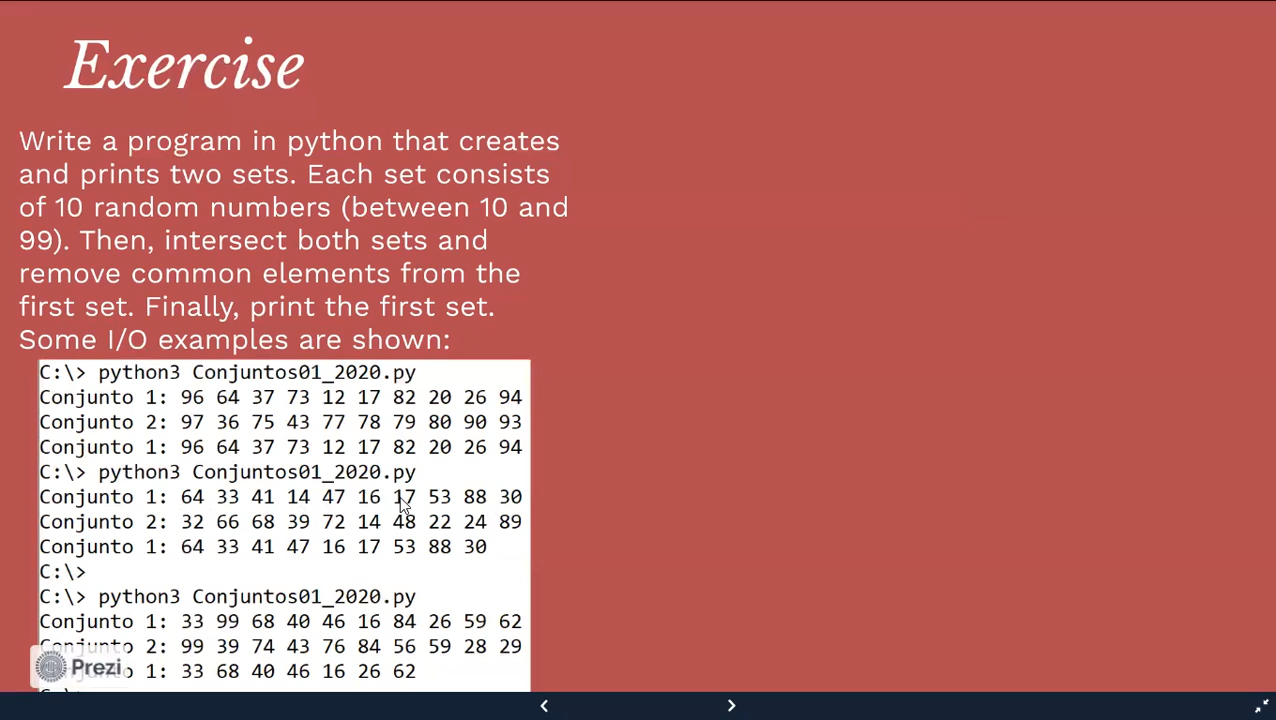 Exercise
Write a program in python that creates
and prints two sets. Each set consists
of 10 random numbers (between 10 and
99). Then, intersect both sets and
remove common elements from the
first set. Finally, print the first set.
Some I/O examples are shown:
C:\> python3 Conjuntos01_2020.py
Conjunto 1: 96 64 37 73 12 17 82 20 26 94
Conjunto 2: 97 36 75 43 77 78 79 80 90 93
Conjunto 1: 96 64 37 73 12 17 82 20 26 94
C:\> python3 Conjuntos01_2020.py
Conjunto 1: 64 33 41 14 47 16 17 53 88 30
Conjunto 2: 32 66 68 39 72 14 48 22 24 89
Conjunto 1: 64 33 41 47 16 17 53 88 30
C:\>
C:\> python3 Conjuntos01_2020.py
Conjunto 1: 33 99 68 40 46 16 84 26 59 62
Conjunto 2: 99 39 74 43 76 84 56 59 28 29
1: 33 68 40 46 16 26 62
Prezi